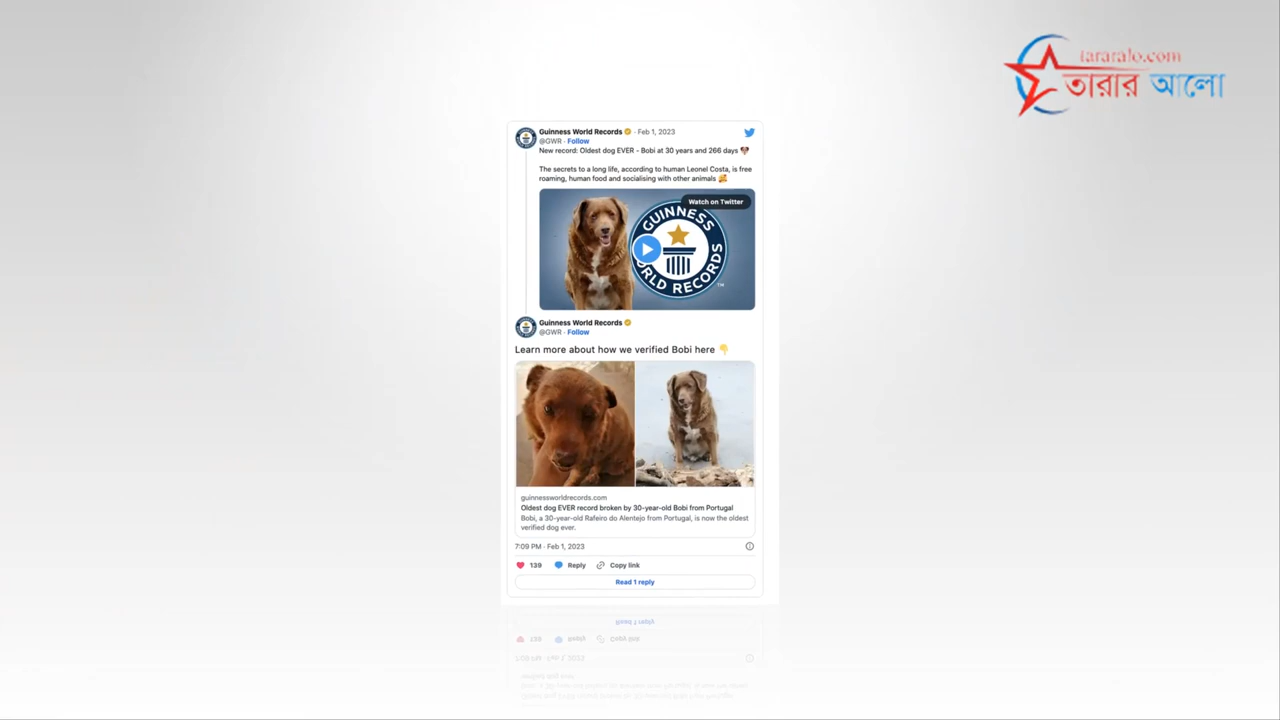 tararalo.com
তারার আলো
Guinness World Records · Feb 1, 2023
@GWR · Follow
New record: Oldest dog EVER - Bobi at 30 years and 266 days
The secrets to a long life, according to human Leonel Costa, is free
roaming, human food and socialising with other animals
Watch on Twitter
GUINNESS
WORLD RECORDS
TM
Guinness World Records
@GWR · Follow
Learn more about how we verified Bobi here 👇
guinnessworldrecords.com
Oldest dog EVER record broken by 30-year-old Bobi from Portugal
Bobi, a 30-year-old Rafeiro do Alentejo from Portugal, is now the oldest
verified dog ever.
7:09 PM · Feb 1, 2023
139 Reply Copy link
Read 1 reply